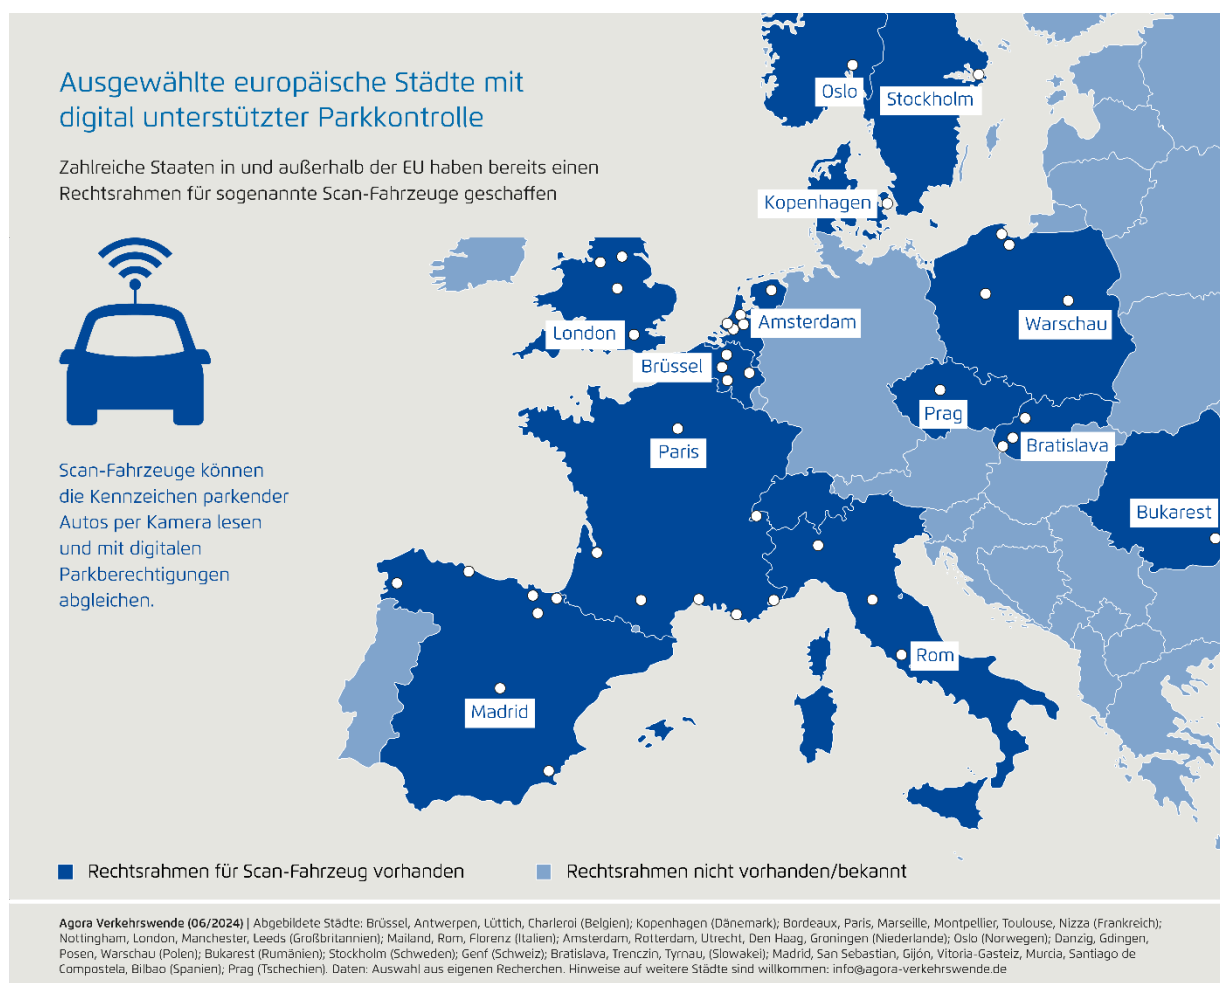 Ausgewählte europäische Städte mit
digital unterstützter Parkkontrolle
Zahlreiche Staaten in und außerhalb der EU haben bereits einen
Rechtsrahmen für sogenannte Scan-Fahrzeuge geschaffen
Oslo
Stockholm
Kopenhagen
London
Amsterdam
Warschau
Brüssel
Prag
Paris
Bratislava
Scan-Fahrzeuge können
die Kennzeichen parkender
Autos per Kamera lesen
und mit digitalen
Parkberechtigungen
abgleichen.
Bukarest
Rom
Madrid
Rechtsrahmen für Scan-Fahrzeug vorhanden
Rechtsrahmen nicht vorhanden/bekannt
Agora Verkehrswende (06/2024) | Abgebildete Städte: Brüssel, Antwerpen, Lüttich, Charleroi (Belgien); Kopenhagen (Dänemark); Bordeaux, Paris, Marseille, Montpellier, Toulouse, Nizza (Frankreich);
Nottingham, London, Manchester, Leeds (Großbritannien); Mailand, Rom, Florenz (Italien); Amsterdam, Rotterdam, Utrecht, Den Haag, Groningen (Niederlande); Oslo (Norwegen); Danzig, Gdingen,
Posen, Warschau (Polen); Bukarest (Rumänien); Stockholm (Schweden); Genf (Schweiz); Bratislava, Trenczin, Tyrnau, (Slowakei); Madrid, San Sebastian, Gijón, Vitoria-Gasteiz, Murcia, Santiago de
Compostela, Bilbao (Spanien); Prag (Tschechien). Daten: Auswahl aus eigenen Recherchen. Hinweise auf weitere Städte sind willkommen: info@agora-verkehrswende.de